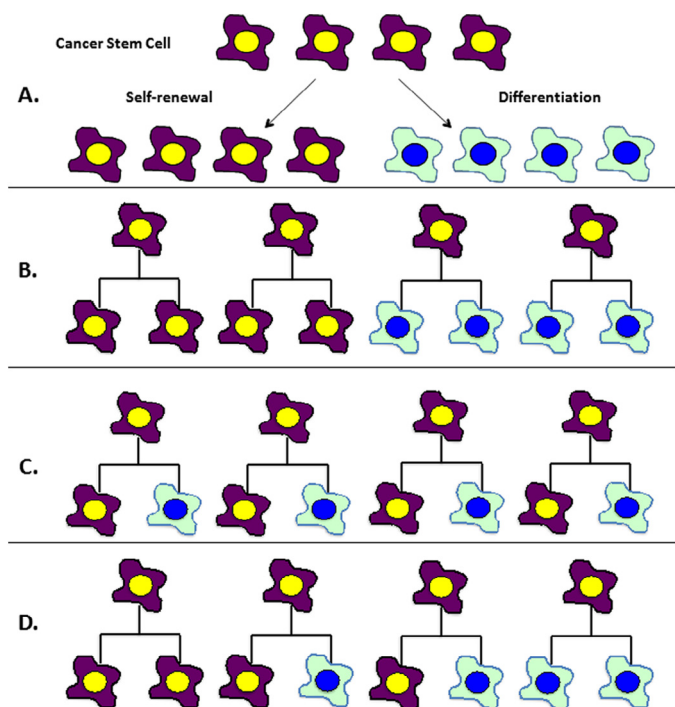 Cancer Stem Cell
A.
Self-renewal
Differentiation
B.
C.
D.